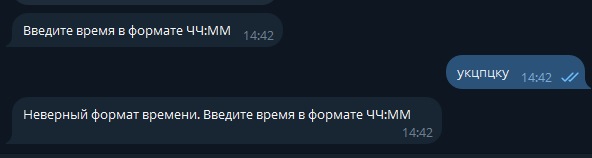 Введите время в формате ЧЧ:ММ 14:42
укцпцку 14:42
Неверный формат времени. Введите время в формате ЧЧ:ММ
14:42